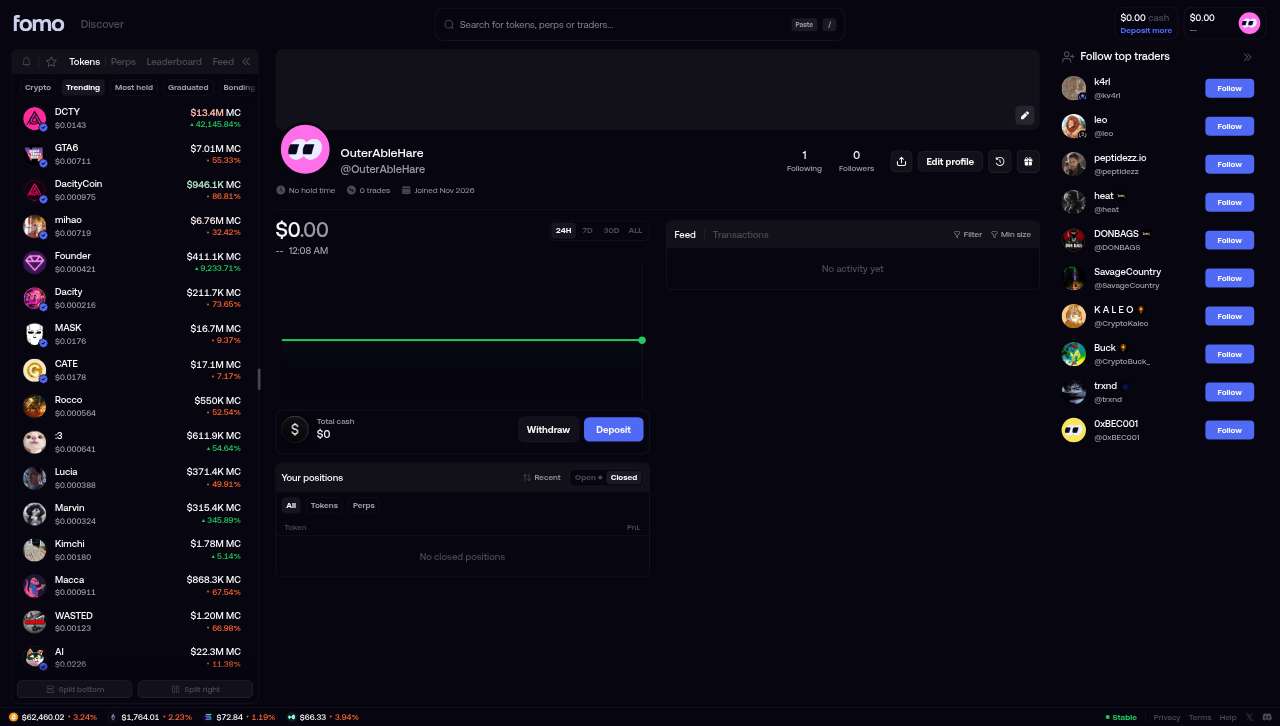 fomo
Discover
Search for tokens, perps or traders...
Paste
/
$0.00 cash
Deposit more
$0.00
--
Tokens
Perps
Leaderboard
Feed
Crypto
Trending
Most held
Graduated
Bonding
DCTY
$0.0143
$13.4M MC
42,145.84%
GTA6
$0.00711
$7.01M MC
55.33%
DacityCoin
$0.000975
$946.1K MC
86.81%
mihao
$0.00719
$6.76M MC
32.42%
Founder
$0.000421
$411.1K MC
9,233.71%
Dacity
$0.000216
$211.7K MC
73.65%
MASK
$0.0176
$16.7M MC
9.37%
CATE
$0.0178
$17.1M MC
7.17%
Rocco
$0.000564
$550K MC
52.54%
:3
$0.000641
$611.9K MC
54.64%
Lucia
$0.000388
$371.4K MC
49.91%
Marvin
$0.000324
$315.4K MC
345.89%
Kimchi
$0.00180
$1.78M MC
5.14%
Macca
$0.000911
$868.3K MC
67.54%
WASTED
$0.00123
$1.20M MC
66.98%
AI
$0.0226
$22.3M MC
11.38%
Split bottom
Split right
OuterAbleHare
@OuterAbleHare
1
Following
0
Followers
Edit profile
No hold time
0 trades
Joined Nov 2026
$0.00
-- 12:08 AM
24H
7D
30D
ALL
Total cash
$0
Withdraw
Deposit
Your positions
Recent
Open
Closed
All
Tokens
Perps
Token
PnL
No closed positions
Feed
Transactions
Filter
Min size
No activity yet
Follow top traders
k4rl
@kv4rl
Follow
leo
@leo
Follow
peptidezz.io
@peptidezz
Follow
heat
@heat
Follow
DONBAGS
@DONBAGS
Follow
SavageCountry
@SavageCountry
Follow
K A L E O
@CryptoKaleo
Follow
Buck
@CryptoBuck_
Follow
trxnd
@trxnd
Follow
0xBEC001
@0xBEC001
Follow
$62,460.02 3.24%
$1,764.01 2.23%
$72.84 1.19%
$66.33 3.94%
Stable
Privacy
Terms
Help